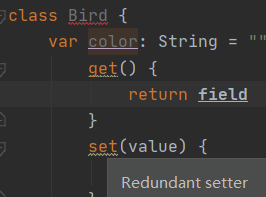 class Bird {
var color: String = ""
get() {
return field
}
set(value) {
Redundant setter
}